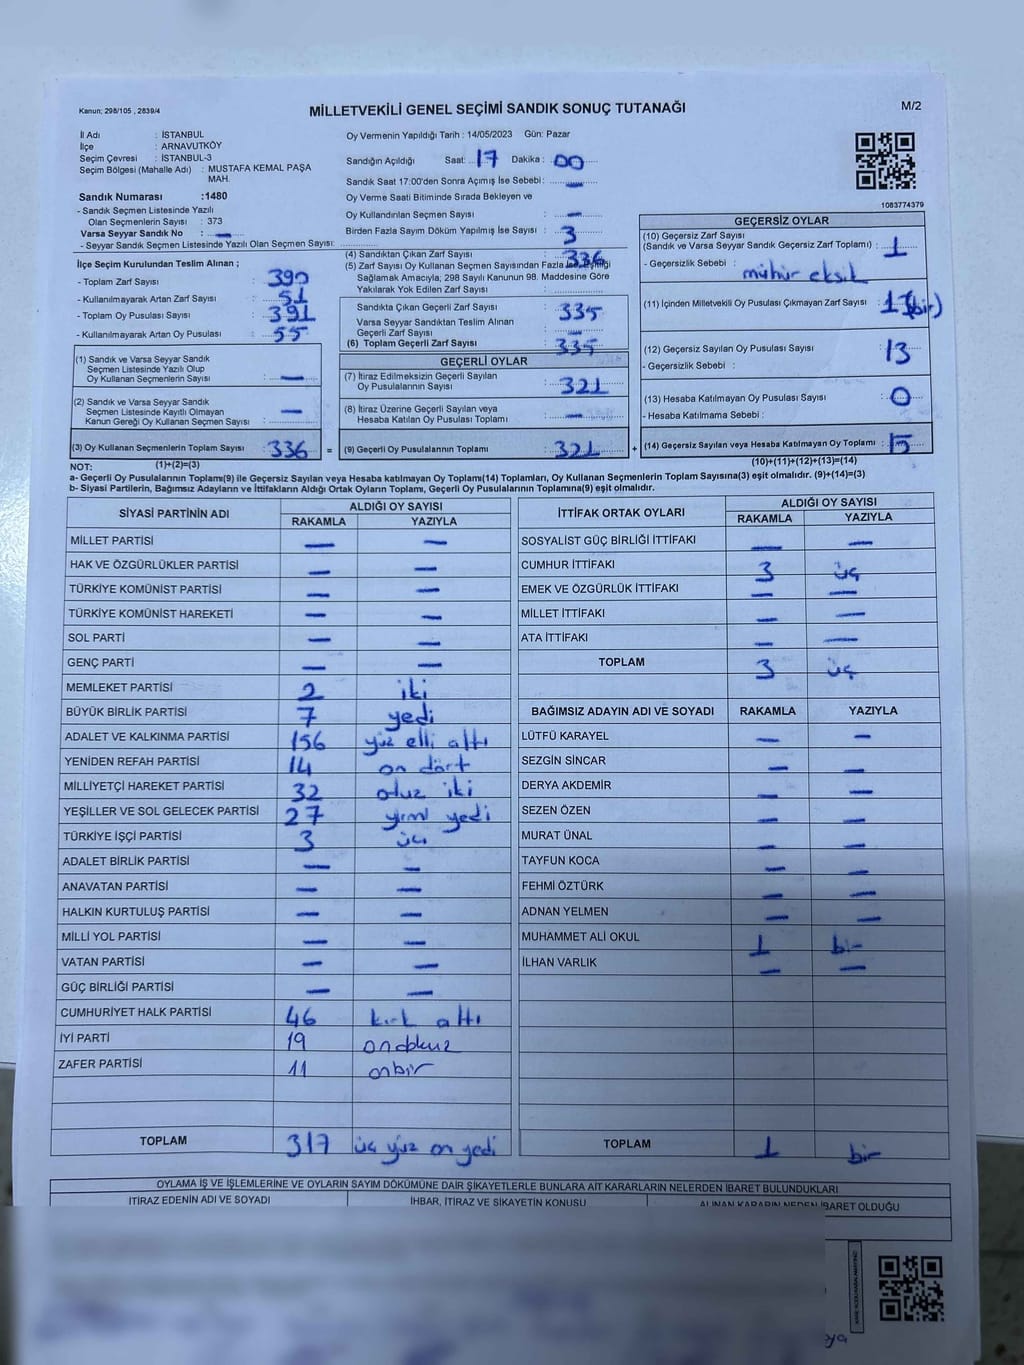 Kanun; 298/105 , 2839/4
MİLLETVEKİLİ GENEL SEÇİMİ SANDIK SONUÇ TUTANAĞI
M/2
İl Adı : İSTANBUL
İlçe : ARNAVUTKÖY
Seçim Çevresi : İSTANBUL-3
Seçim Bölgesi (Mahalle Adı) : MUSTAFA KEMAL PAŞA
MAH.
Sandık Numarası :1480
- Sandık Seçmen Listesinde Yazılı
Olan Seçmenlerin Sayısı : 373
Varsa Seyyar Sandık No : —
- Seyyar Sandık Seçmen Listesinde Yazılı Olan Seçmen Sayısı:
Oy Vermenin Yapıldığı Tarih : 14/05/2023 Gün: Pazar
Sandığın Açıldığı Saat: 17 Dakika : 00
Sandık Saat 17:00'den Sonra Açımış İse Sebebi : —
Oy Verme Saati Bitiminde Sırada Bekleyen ve
Oy Kullandırılan Seçmen Sayısı : —
Birden Fazla Sayım Döküm Yapılmış İse Sayısı : 3
1083774379
İlçe Seçim Kurulundan Teslim Alınan ;
- Toplam Zarf Sayısı : 390
- Kullanılmayarak Artan Zarf Sayısı : 51
- Toplam Oy Pusulası Sayısı : 391
- Kullanılmayarak Artan Oy Pusulası : 55
(1) Sandık ve Varsa Seyyar Sandık
Seçmen Listesinde Yazılı Olup
Oy Kullanan Seçmenlerin Sayısı : —
(2) Sandık ve Varsa Seyyar Sandık
Seçmen Listesinde Kayıtlı Olmayan
Kanun Gereği Oy Kullanan Seçmen Sayısı : —
(3) Oy Kullanan Seçmenlerin Toplam Sayısı : 336
(4) Sandıktan Çıkan Zarf Sayısı : 336
(5) Zarf Sayısı Oy Kullanan Seçmen Sayısından Fazla İse, Eşitliği
Sağlamak Amacıyla, 298 Sayılı Kanunun 98. Maddesine Göre
Yakılarak Yok Edilen Zarf Sayısı :
Sandıkta Çıkan Geçerli Zarf Sayısı : 335
Varsa Seyyar Sandıktan Teslim Alınan
Geçerli Zarf Sayısı : —
(6) Toplam Geçerli Zarf Sayısı : 335
GEÇERLİ OYLAR
(7) İtiraz Edilmeksizin Geçerli Sayılan
Oy Pusulalarının Sayısı : 321
(8) İtiraz Üzerine Geçerli Sayılan veya
Hesaba Katılan Oy Pusulası Toplamı : —
= (9) Geçerli Oy Pusulalarının Toplamı : 321
GEÇERSİZ OYLAR
(10) Geçersiz Zarf Sayısı
(Sandık ve Varsa Seyyar Sandık Geçersiz Zarf Toplamı) : 1
- Geçersizlik Sebebi : mühür eksik
(11) İçinden Milletvekili Oy Pusulası Çıkmayan Zarf Sayısı : 1 (bir)
(12) Geçersiz Sayılan Oy Pusulası Sayısı : 13
- Geçersizlik Sebebi :
(13) Hesaba Katılmayan Oy Pusulası Sayısı : 0
- Hesaba Katılmama Sebebi :
+ (14) Geçersiz Sayılan veya Hesaba Katılmayan Oy Toplamı : 15
NOT: (1)+(2)=(3)
(10)+(11)+(12)+(13)=(14)
a- Geçerli Oy Pusulalarının Toplamı(9) ile Geçersiz Sayılan veya Hesaba katılmayan Oy Toplamı(14) Toplamları, Oy Kullanan Seçmenlerin Toplam Sayısına(3) eşit olmalıdır. (9)+(14)=(3)
b- Siyasi Partilerin, Bağımsız Adayların ve İttifakların Aldığı Ortak Oyların Toplamı, Geçerli Oy Pusulalarının Toplamına(9) eşit olmalıdır.
SİYASİ PARTİNİN ADI ALDIĞI OY SAYISI
RAKAMLA YAZIYLA
MİLLET PARTİSİ — —
HAK VE ÖZGÜRLÜKLER PARTİSİ — —
TÜRKİYE KOMÜNİST PARTİSİ — —
TÜRKİYE KOMÜNİST HAREKETİ — —
SOL PARTİ — —
GENÇ PARTİ — —
MEMLEKET PARTİSİ 2 iki
BÜYÜK BİRLİK PARTİSİ 7 yedi
ADALET VE KALKINMA PARTİSİ 156 yüz elli altı
YENİDEN REFAH PARTİSİ 14 on dört
MİLLİYETÇİ HAREKET PARTİSİ 32 otuz iki
YEŞİLLER VE SOL GELECEK PARTİSİ 27 yirmi yedi
TÜRKİYE İŞÇİ PARTİSİ 3 üç
ADALET BİRLİK PARTİSİ — —
ANAVATAN PARTİSİ — —
HALKIN KURTULUŞ PARTİSİ — —
MİLLİ YOL PARTİSİ — —
VATAN PARTİSİ — —
GÜÇ BİRLİĞİ PARTİSİ — —
CUMHURİYET HALK PARTİSİ 46 kırk altı
İYİ PARTİ 19 ondokuz
ZAFER PARTİSİ 11 onbir
TOPLAM 317 üç yüz on yedi
İTTİFAK ORTAK OYLARI ALDIĞI OY SAYISI
RAKAMLA YAZIYLA
SOSYALİST GÜÇ BİRLİĞİ İTTİFAKI — —
CUMHUR İTTİFAKI 3 üç
EMEK VE ÖZGÜRLÜK İTTİFAKI — —
MİLLET İTTİFAKI — —
ATA İTTİFAKI — —
TOPLAM 3 üç
BAĞIMSIZ ADAYIN ADI VE SOYADI RAKAMLA YAZIYLA
LÜTFÜ KARAYEL — —
SEZGİN SİNCAR — —
DERYA AKDEMİR — —
SEZEN ÖZEN — —
MURAT ÜNAL — —
TAYFUN KOCA — —
FEHMİ ÖZTÜRK — —
ADNAN YELMEN — —
MUHAMMET ALİ OKUL 1 bir
İLHAN VARLIK — —
TOPLAM 1 bir
OYLAMA İŞ VE İŞLEMLERİNE VE OYLARIN SAYIM DÖKÜMÜNE DAİR ŞİKAYETLERLE BUNLARA AİT KARARLARIN NELERDEN İBARET BULUNDUKLARI
İTİRAZ EDENİN ADI VE SOYADI İHBAR, İTİRAZ VE ŞİKAYETİN KONUSU ALINAN KARARIN NEDEN İBARET OLDUĞU